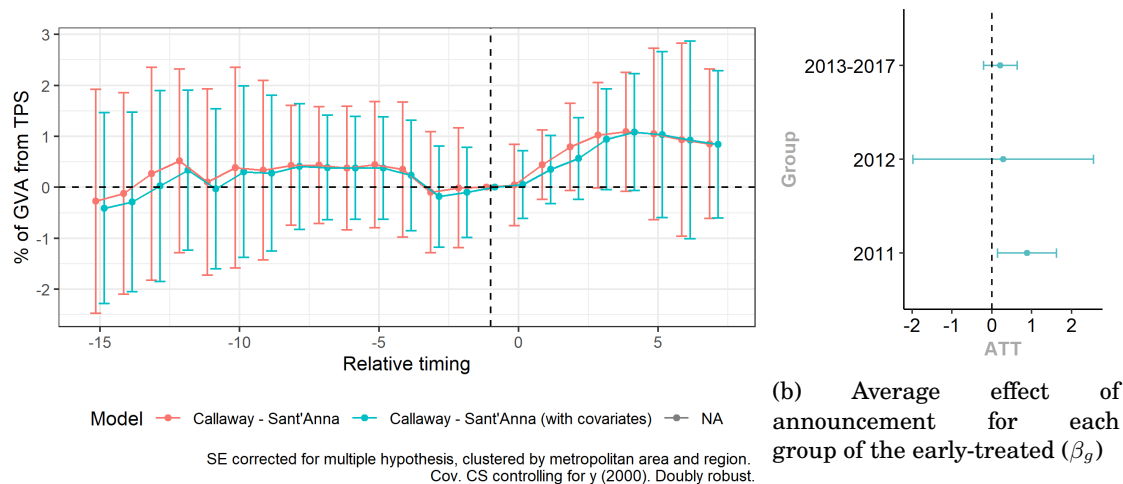 3
2
1
0
-1
-2
% of GVA from TPS
-15
-10
-5
0
5
Relative timing
Model
Callaway - Sant'Anna
Callaway - Sant'Anna (with covariates)
NA
SE corrected for multiple hypothesis, clustered by metropolitan area and region.
Cov. CS controlling for y (2000). Doubly robust.
Group
2013-2017
2012
2011
-2
-1
0
1
2
ATT
(b) Average effect of
announcement for each
group of the early-treated (βg)